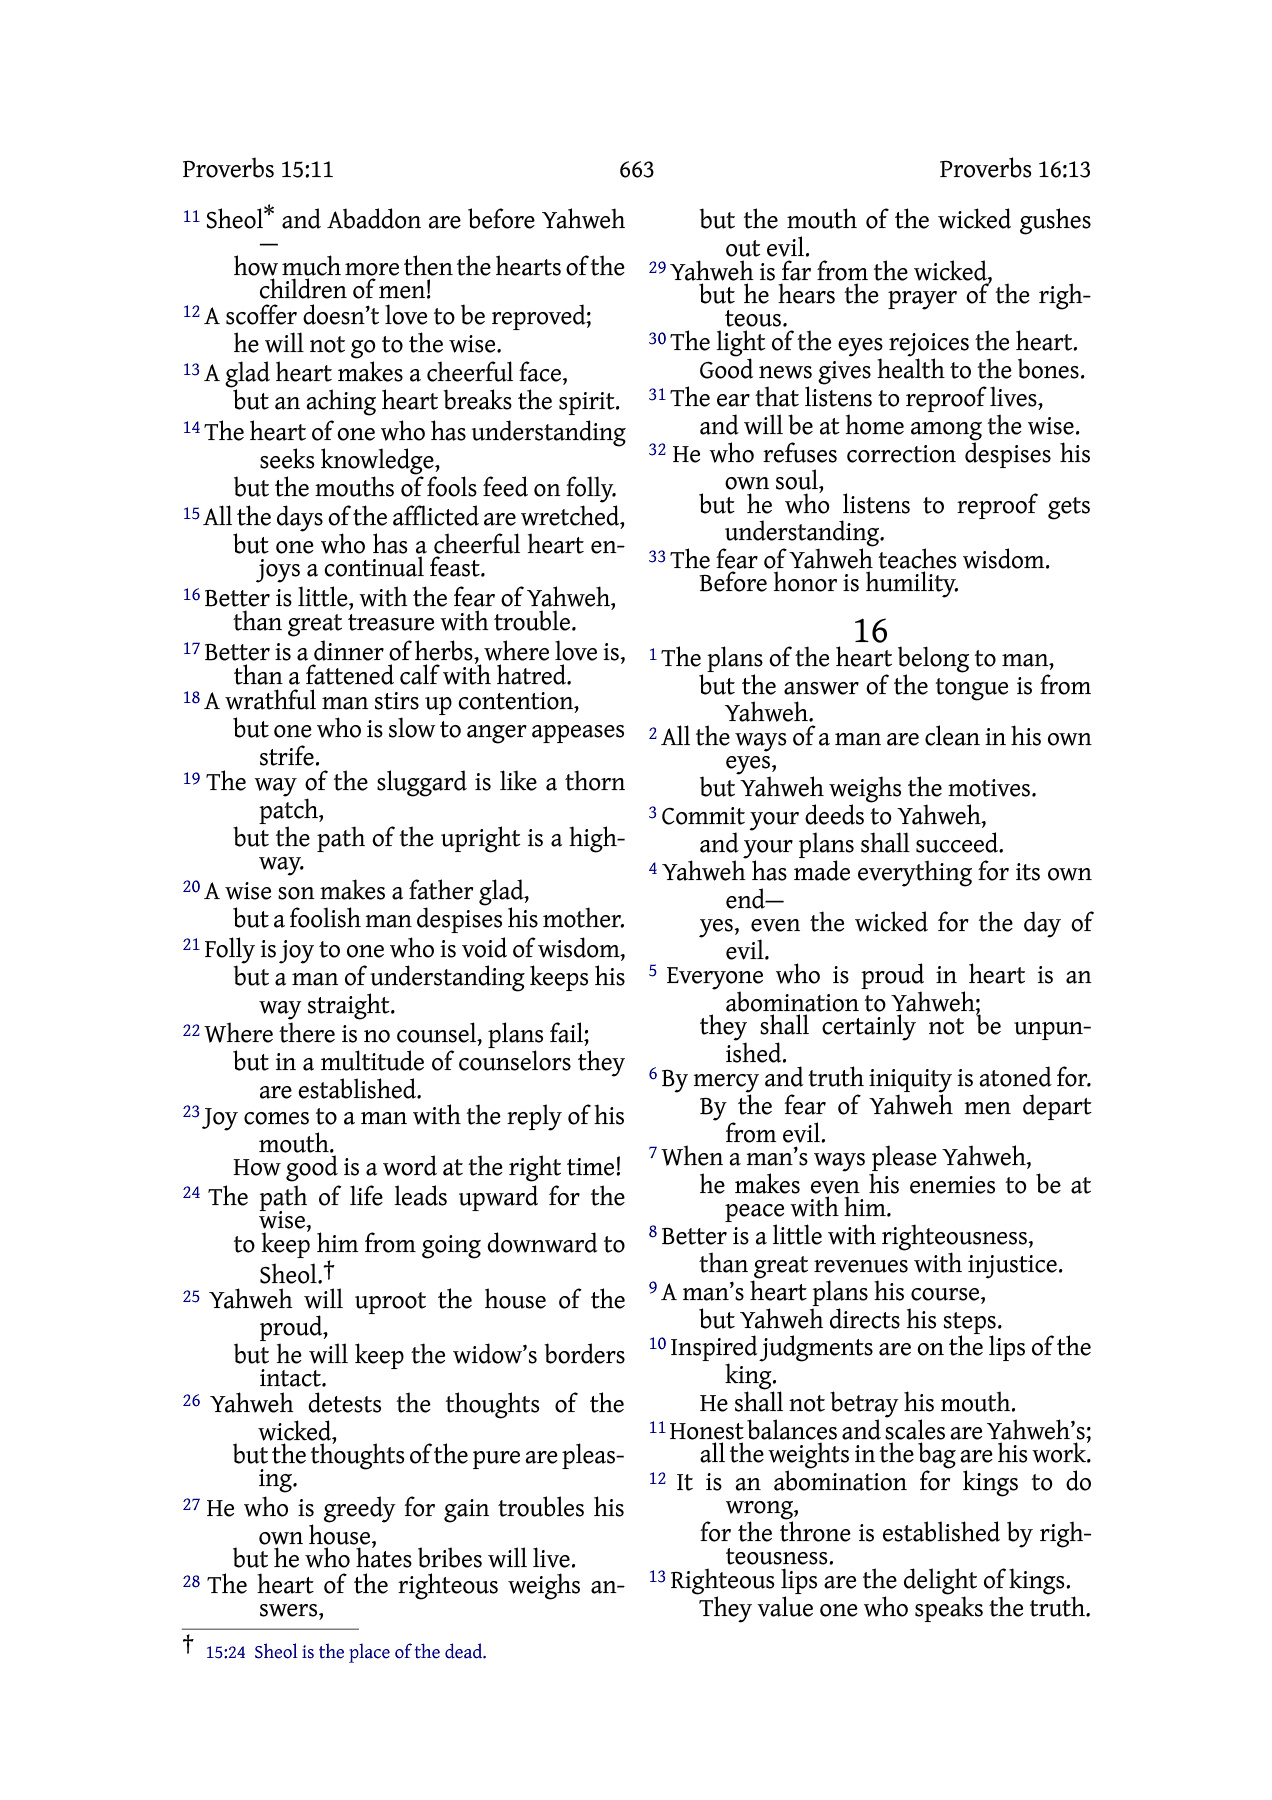 Proverbs 15:11 663 Proverbs 16:13
11 Sheol* and Abaddon are before Yahweh
—
how much more then the hearts of the
children of men!
12 A scoffer doesn’t love to be reproved;
he will not go to the wise.
13 A glad heart makes a cheerful face,
but an aching heart breaks the spirit.
14 The heart of one who has understanding
seeks knowledge,
but the mouths of fools feed on folly.
15 All the days of the afflicted are wretched,
but one who has a cheerful heart en-
joys a continual feast.
16 Better is little, with the fear of Yahweh,
than great treasure with trouble.
17 Better is a dinner of herbs, where love is,
than a fattened calf with hatred.
18 A wrathful man stirs up contention,
but one who is slow to anger appeases
strife.
19 The way of the sluggard is like a thorn
patch,
but the path of the upright is a high-
way.
20 A wise son makes a father glad,
but a foolish man despises his mother.
21 Folly is joy to one who is void of wisdom,
but a man of understanding keeps his
way straight.
22 Where there is no counsel, plans fail;
but in a multitude of counselors they
are established.
23 Joy comes to a man with the reply of his
mouth.
How good is a word at the right time!
24 The path of life leads upward for the
wise,
to keep him from going downward to
Sheol.†
25 Yahweh will uproot the house of the
proud,
but he will keep the widow’s borders
intact.
26 Yahweh detests the thoughts of the
wicked,
but the thoughts of the pure are pleas-
ing.
27 He who is greedy for gain troubles his
own house,
but he who hates bribes will live.
28 The heart of the righteous weighs an-
swers,
but the mouth of the wicked gushes
out evil.
29 Yahweh is far from the wicked,
but he hears the prayer of the righ-
teous.
30 The light of the eyes rejoices the heart.
Good news gives health to the bones.
31 The ear that listens to reproof lives,
and will be at home among the wise.
32 He who refuses correction despises his
own soul,
but he who listens to reproof gets
understanding.
33 The fear of Yahweh teaches wisdom.
Before honor is humility.
16
1 The plans of the heart belong to man,
but the answer of the tongue is from
Yahweh.
2 All the ways of a man are clean in his own
eyes,
but Yahweh weighs the motives.
3 Commit your deeds to Yahweh,
and your plans shall succeed.
4 Yahweh has made everything for its own
end—
yes, even the wicked for the day of
evil.
5 Everyone who is proud in heart is an
abomination to Yahweh;
they shall certainly not be unpun-
ished.
6 By mercy and truth iniquity is atoned for.
By the fear of Yahweh men depart
from evil.
7 When a man’s ways please Yahweh,
he makes even his enemies to be at
peace with him.
8 Better is a little with righteousness,
than great revenues with injustice.
9 A man’s heart plans his course,
but Yahweh directs his steps.
10 Inspired judgments are on the lips of the
king.
He shall not betray his mouth.
11 Honest balances and scales are Yahweh’s;
all the weights in the bag are his work.
12 It is an abomination for kings to do
wrong,
for the throne is established by righ-
teousness.
13 Righteous lips are the delight of kings.
They value one who speaks the truth.
† 15:24 Sheol is the place of the dead.